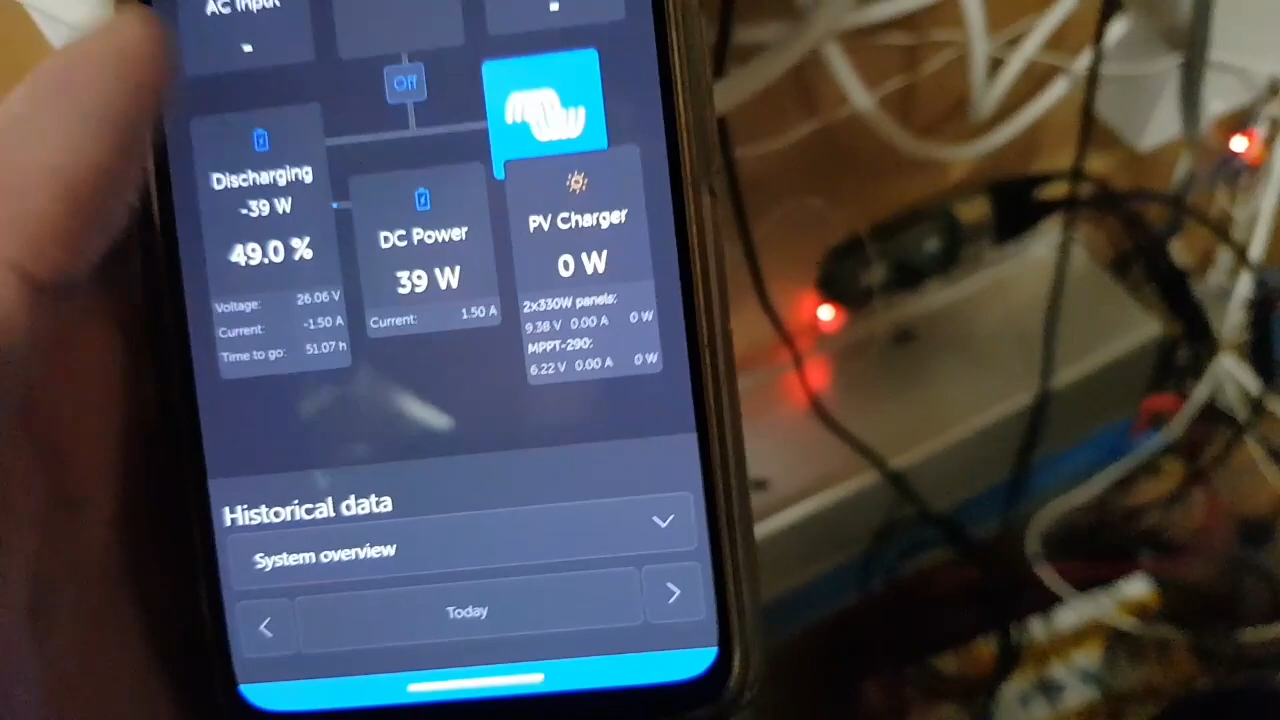 AC Input
Off
Discharging
-39 W
49.0 %
Voltage: 26.06 V
Current: -1.50 A
Time to go: 51.07 h
DC Power
39 W
Current: 1.50 A
PV Charger
0 W
2x330W panels:
9.38 V 0.00 A 0 W
MPPT-290:
6.22 V 0.00 A 0 W
Historical data
System overview
Today